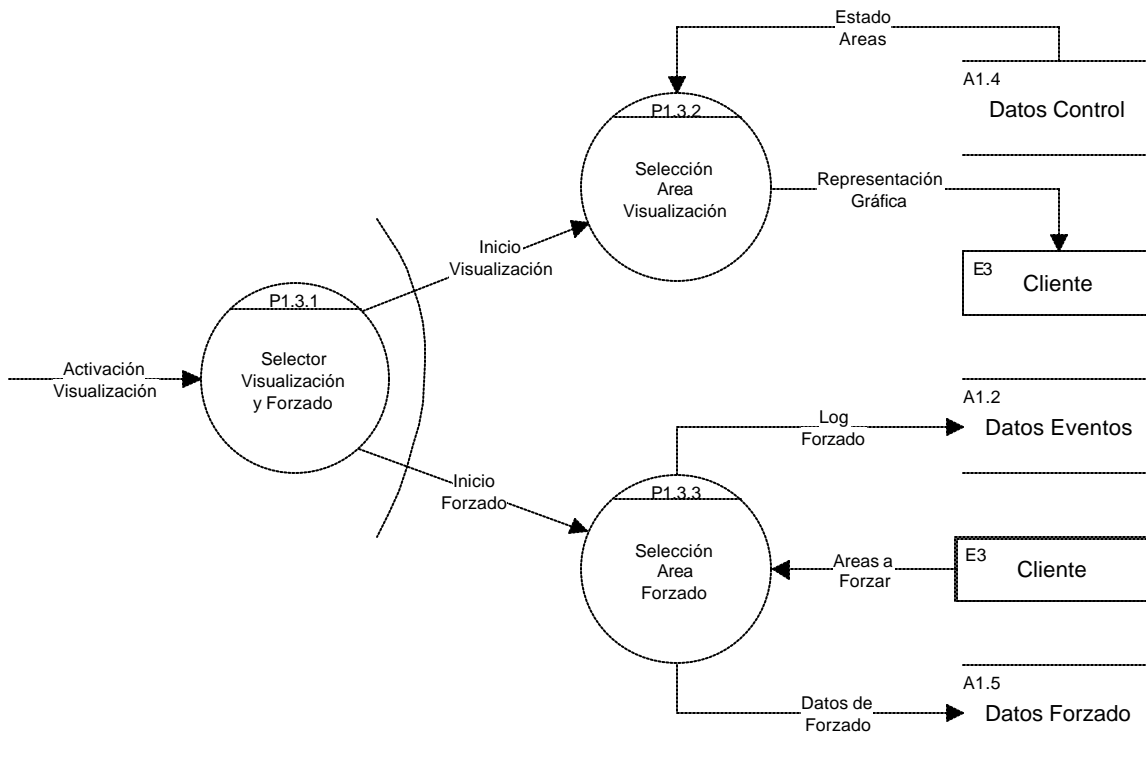 Estado
Areas
A1.4
Datos Control
P1.3.2
Selección
Area
Visualización
Representación
Gráfica
E3
Cliente
Inicio
Visualización
P1.3.1
Selector
Visualización
y Forzado
Activación
Visualización
A1.2
Datos Eventos
Log
Forzado
Inicio
Forzado
P1.3.3
Selección
Area
Forzado
Areas a
Forzar
E3
Cliente
A1.5
Datos Forzado
Datos de
Forzado